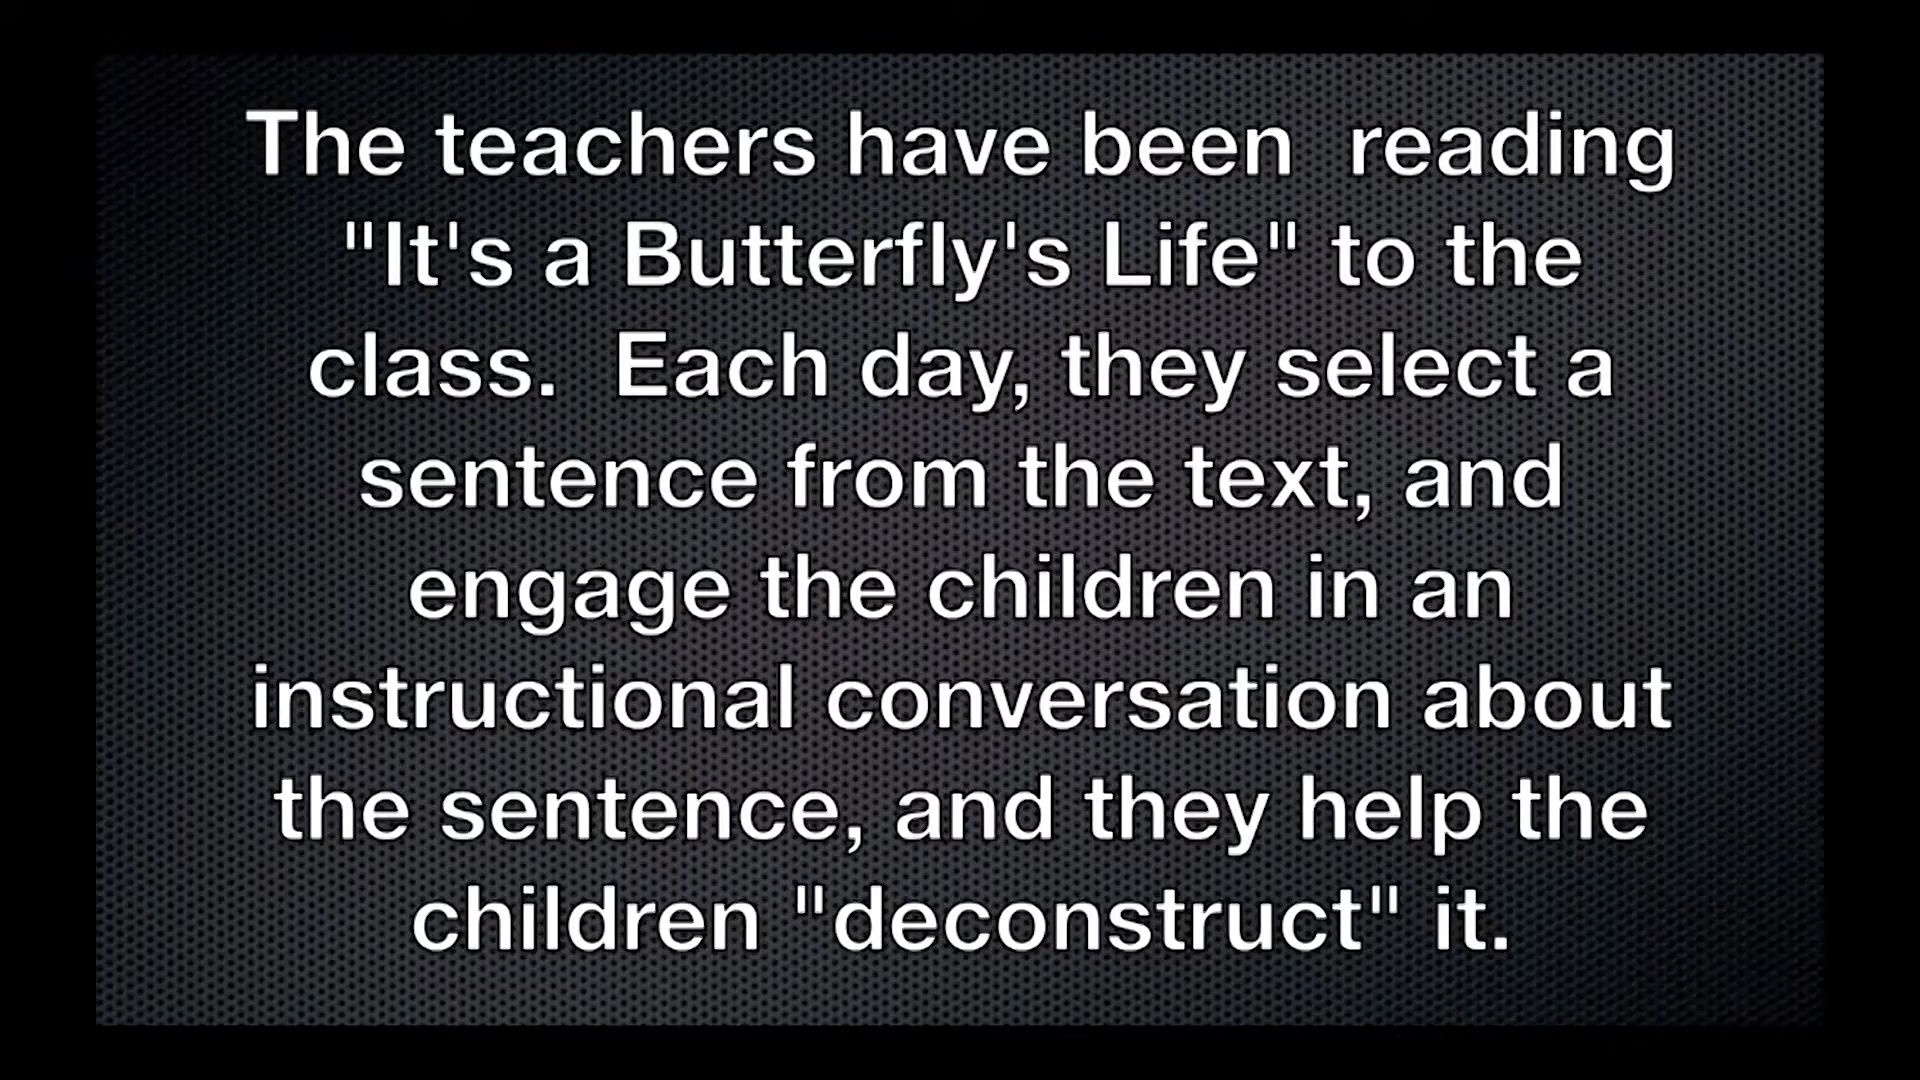 The teachers have been  reading
"It's a Butterfly's Life" to the
class.  Each day, they select a
sentence from the text, and
engage the children in an
instructional conversation about
the sentence, and they help the
children "deconstruct" it.